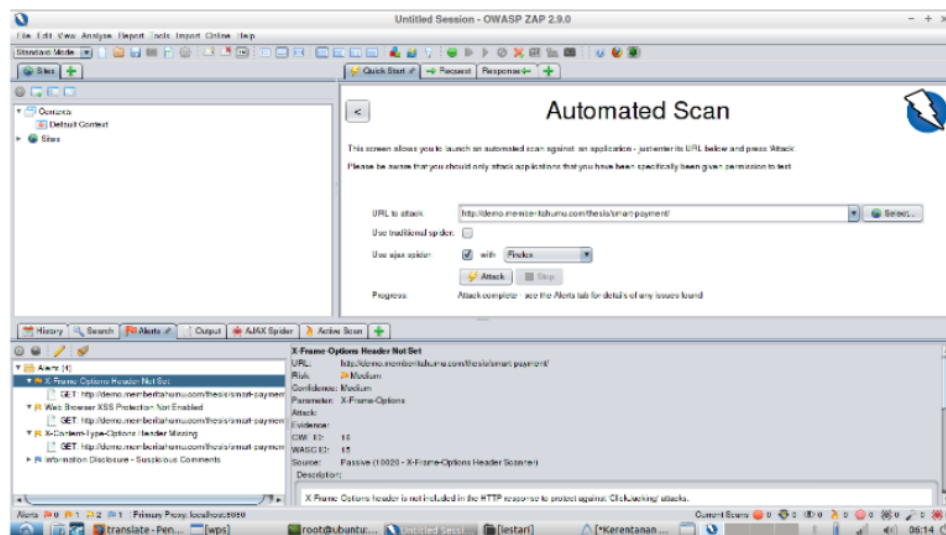 Untitled Session - OWASP ZAP 2.9.0
File Edit View Analyse Report Tools Import Online Help
Standard Mode
Sites
Quick Start
Request
Response
Contexts
Default Context
Sites
<
Automated Scan
This screen allows you to launch an automated scan against an application - just enter its URL below and press 'Attack'.
Please be aware that you should only attack applications that you have been specifically been given permission to test
URL to attack:
http://demo.memberitahumu.com/thesis/smart-payment/
Select...
Use traditional spider:
Use ajax spider:
with
Firefox
Attack
Stop
Progress:
Attack complete - see the Alerts tab for details of any issues found
History
Search
Alerts
Output
AJAX Spider
Active Scan
Alerts (4)
X-Frame-Options Header Not Set
GET: http://demo.memberitahumu.com/thesis/smart-paymen
Web Browser XSS Protection Not Enabled
GET: http://demo.memberitahumu.com/thesis/smart-paymen
X-Content-Type-Options Header Missing
GET: http://demo.memberitahumu.com/thesis/smart-paymen
Information Disclosure - Suspicious Comments
X-Frame-Options Header Not Set
URL: http://demo.memberitahumu.com/thesis/smart-payment/
Risk: Medium
Confidence: Medium
Parameter: X-Frame-Options
Attack:
Evidence:
CWE ID: 16
WASC ID: 15
Source: Passive (10020 - X-Frame-Options Header Scanner)
Description:
X-Frame-Options header is not included in the HTTP response to protect against 'ClickJacking' attacks.
Alerts 0 1 2 1 Primary Proxy: localhost:8080
Current Scans 0 0 0 0 0 0 0
translate - Pen...
[wps]
root@ubuntu:...
Untitled Sessi...
[lestari]
[*Kerentanan ...
06:14